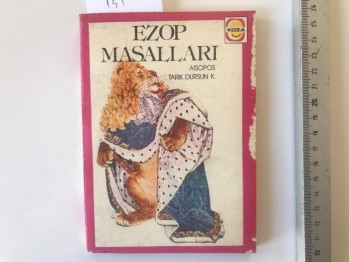 EZOP
MASALLARI
AISOPOS
TARIK DURSUN K.
KOZA